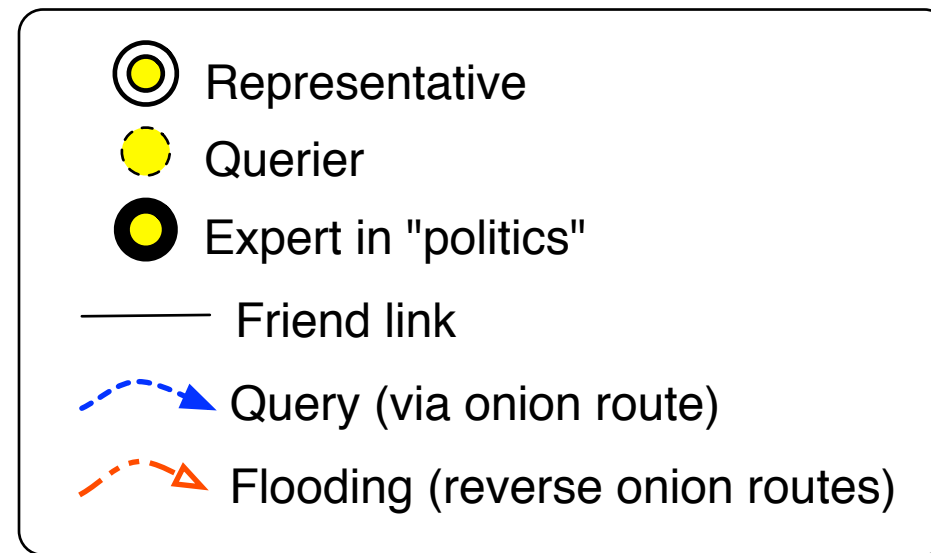 Representative
Querier
Expert in "politics"
Friend link
Query (via onion route)
Flooding (reverse onion routes)